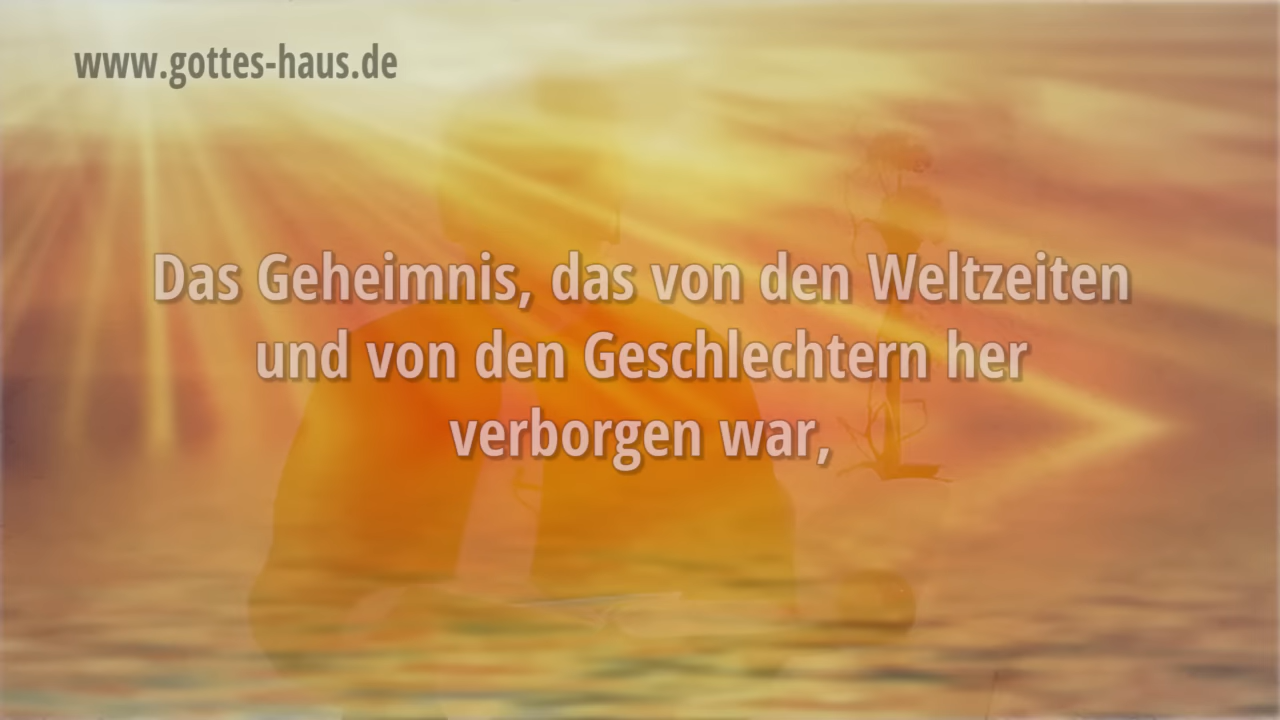 www.gottes-haus.de
Das Geheimnis, das von den Weltzeiten
und von den Geschlechtern her
verborgen war,